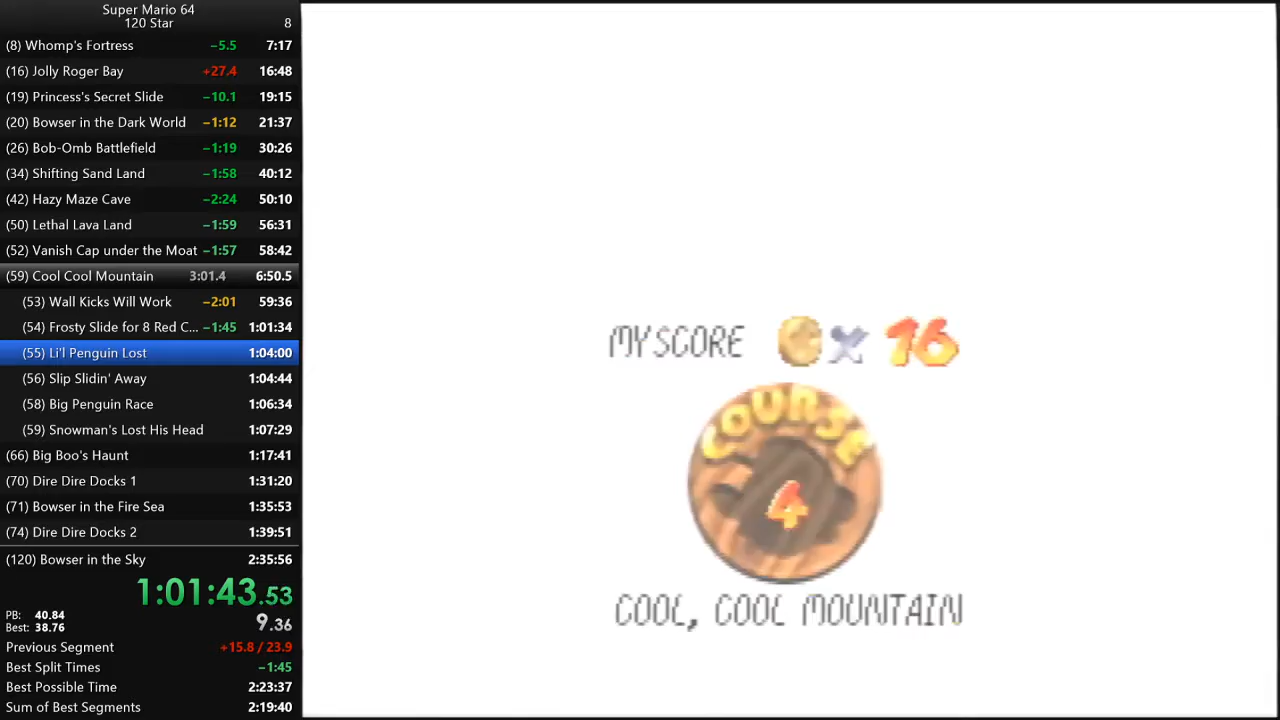 Super Mario 64
120 Star 8
(8) Whomp's Fortress −5.5 7:17
(16) Jolly Roger Bay +27.4 16:48
(19) Princess's Secret Slide −10.1 19:15
(20) Bowser in the Dark World −1:12 21:37
(26) Bob-Omb Battlefield −1:19 30:26
(34) Shifting Sand Land −1:58 40:12
(42) Hazy Maze Cave −2:24 50:10
(50) Lethal Lava Land −1:59 56:31
(52) Vanish Cap under the Moat −1:57 58:42
(59) Cool Cool Mountain 3:01.4 6:50.5
(53) Wall Kicks Will Work −2:01 59:36
(54) Frosty Slide for 8 Red C... −1:45 1:01:34
(55) Li'l Penguin Lost 1:04:00
(56) Slip Slidin' Away 1:04:44
(58) Big Penguin Race 1:06:34
(59) Snowman's Lost His Head 1:07:29
(66) Big Boo's Haunt 1:17:41
(70) Dire Dire Docks 1 1:31:20
(71) Bowser in the Fire Sea 1:35:53
(74) Dire Dire Docks 2 1:39:51
(120) Bowser in the Sky 2:35:56
1:01:43.53
PB: 40.84
Best: 38.76 9.36
Previous Segment +15.8 / 23.9
Best Split Times −1:45
Best Possible Time 2:23:37
Sum of Best Segments 2:19:40
MY SCORE × 16
COURSE
4
COOL, COOL MOUNTAIN